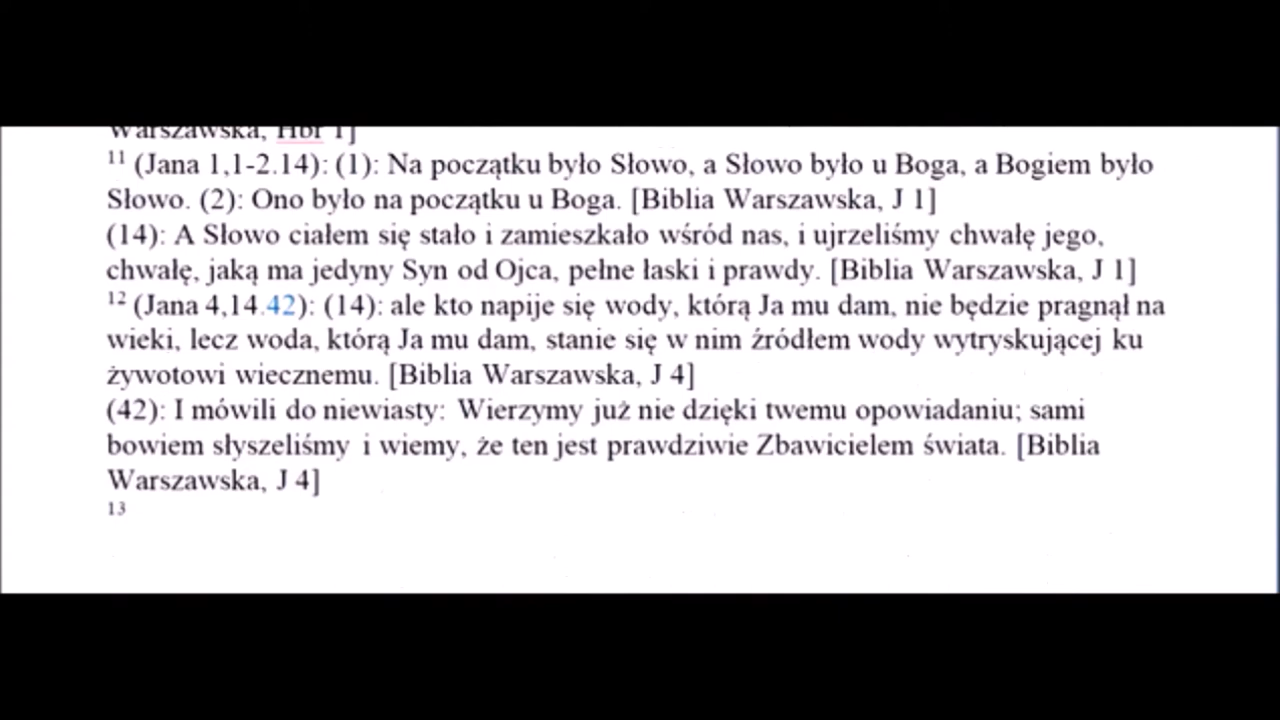 Warszawska, Hbr 1]
11 (Jana 1,1-2.14): (1): Na początku było Słowo, a Słowo było u Boga, a Bogiem było
Słowo. (2): Ono było na początku u Boga. [Biblia Warszawska, J 1]
(14): A Słowo ciałem się stało i zamieszkało wśród nas, i ujrzeliśmy chwałę jego,
chwałę, jaką ma jedyny Syn od Ojca, pełne łaski i prawdy. [Biblia Warszawska, J 1]
12 (Jana 4,14.42): (14): ale kto napije się wody, którą Ja mu dam, nie będzie pragnął na
wieki, lecz woda, którą Ja mu dam, stanie się w nim źródłem wody wytryskującej ku
żywotowi wiecznemu. [Biblia Warszawska, J 4]
(42): I mówili do niewiasty: Wierzymy już nie dzięki twemu opowiadaniu; sami
bowiem słyszeliśmy i wiemy, że ten jest prawdziwie Zbawicielem świata. [Biblia
Warszawska, J 4]
13